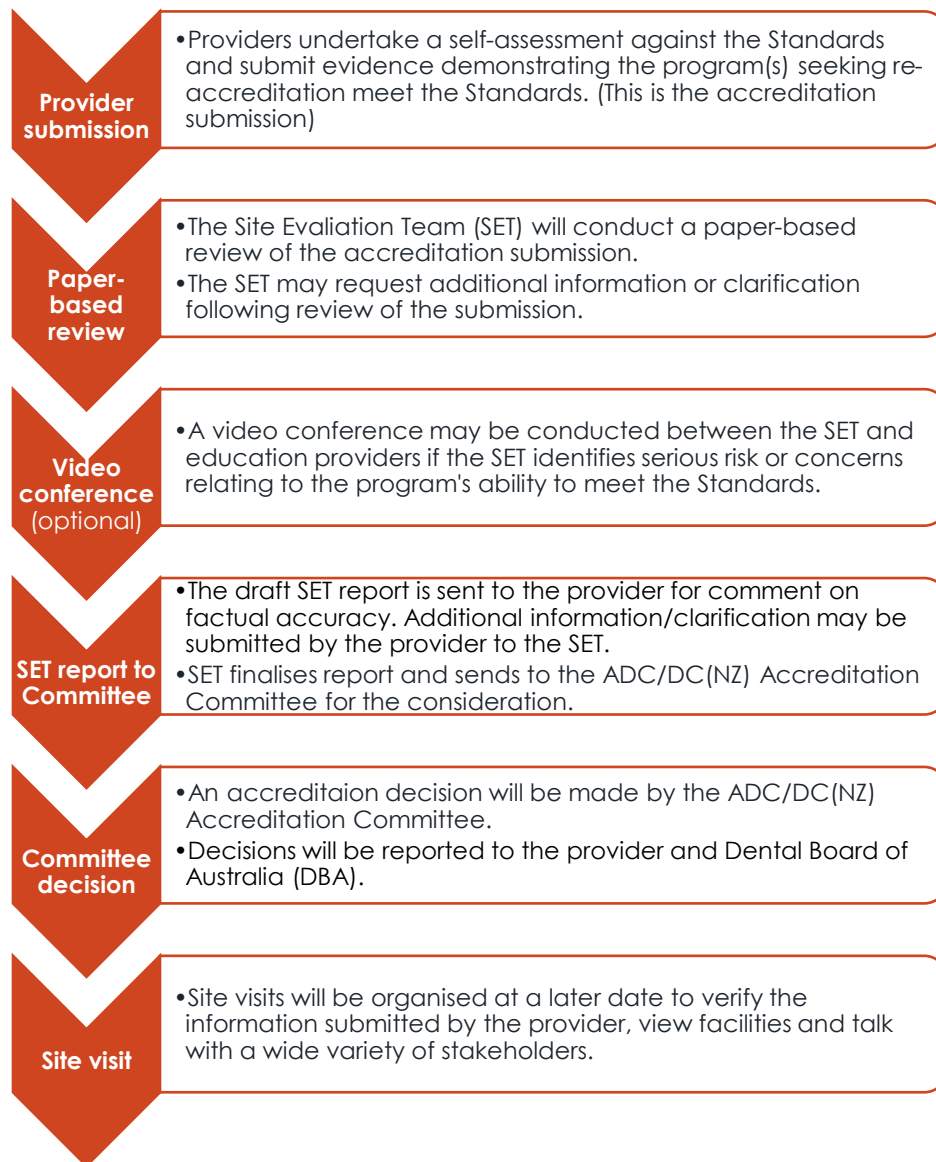 Provider
submission
•Providers undertake a self-assessment against the Standards
and submit evidence demonstrating the program(s) seeking re-
accreditation meet the Standards. (This is the accreditation
submission)
Paper-
based
review
•The Site Evaliation Team (SET) will conduct a paper-based
review of the accreditation submission.
•The SET may request additional information or clarification
following review of the submission.
Video
conference
(optional)
•A video conference may be conducted between the SET and
education providers if the SET identifies serious risk or concerns
relating to the program's ability to meet the Standards.
SET report to
Committee
•The draft SET report is sent to the provider for comment on
factual accuracy. Additional information/clarification may be
submitted by the provider to the SET.
•SET finalises report and sends to the ADC/DC(NZ) Accreditation
Committee for the consideration.
Committee
decision
•An accreditaion decision will be made by the ADC/DC(NZ)
Accreditation Committee.
•Decisions will be reported to the provider and Dental Board of
Australia (DBA).
Site visit
•Site visits will be organised at a later date to verify the
information submitted by the provider, view facilities and talk
with a wide variety of stakeholders.